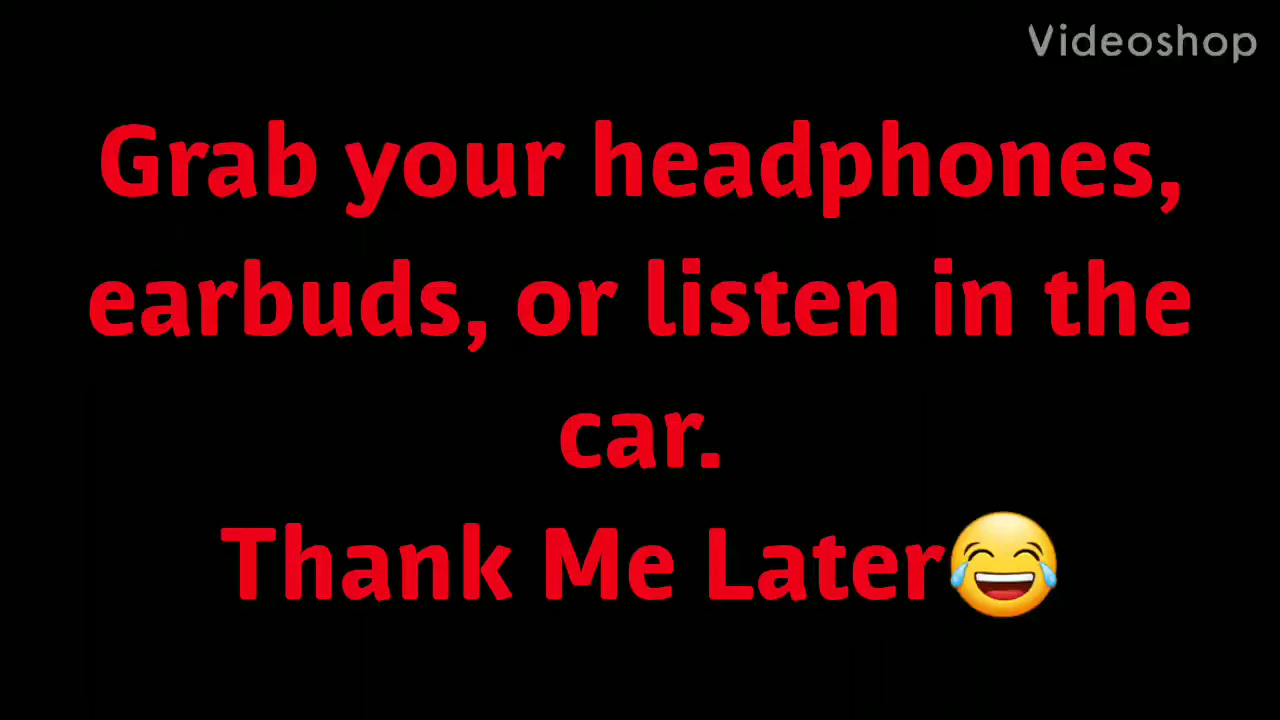 Videoshop
Grab your headphones,
earbuds, or listen in the
car.
Thank Me Later😂